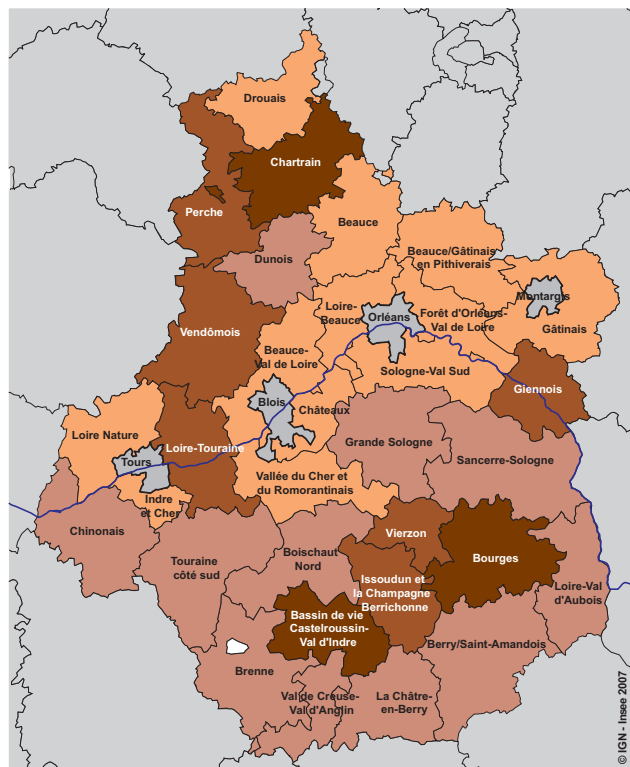 Drouais
Chartrain
Perche
Beauce
Dunois
Beauce/Gâtinais
en Pithiverais
Montargis
Loire-
Beauce
Orléans
Forêt d'Orléans-
Val de Loire
Gâtinais
Vendômois
Beauce-
Val de Loire
Sologne-Val Sud
Giennois
Blois
Châteaux
Loire Nature
Loire-Touraine
Grande Sologne
Sancerre-Sologne
Tours
Vallée du Cher et
du Romorantinais
Indre
et Cher
Chinonais
Vierzon
Touraine
côté sud
Boischaut
Nord
Bourges
Issoudun et
la Champagne
Berrichonne
Loire-Val
d'Aubois
Bassin de vie
Castelroussin-
Val d'Indre
Berry/Saint-Amandois
Brenne
Val de Creuse-
Val d'Anglin
La Châtre-
en-Berry
© IGN - Insee 2007